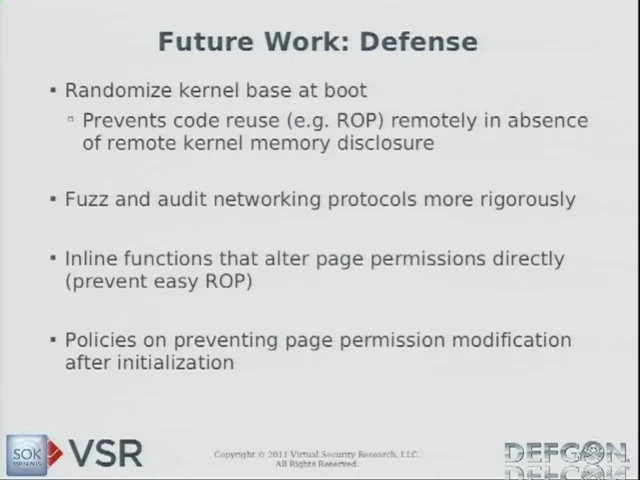 Future Work: Defense
▪ Randomize kernel base at boot
▫ Prevents code reuse (e.g. ROP) remotely in absence
of remote kernel memory disclosure
▪ Fuzz and audit networking protocols more rigorously
▪ Inline functions that alter page permissions directly
(prevent easy ROP)
▪ Policies on preventing page permission modification
after initialization
SOK
PRESENTS
VSR
Copyright © 2011 Virtual Security Research, LLC.
All Rights Reserved.
DEFCON